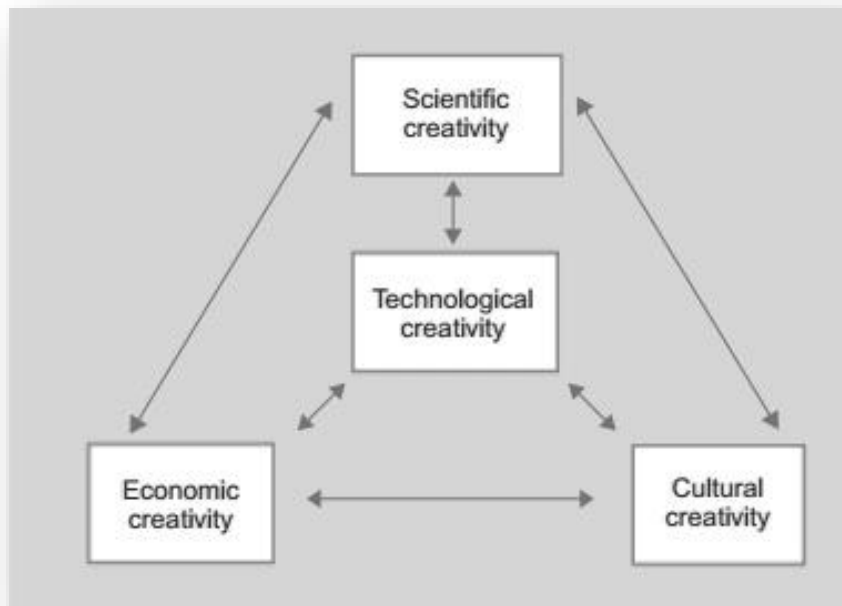 Scientific
creativity
Technological
creativity
Economic
creativity
Cultural
creativity